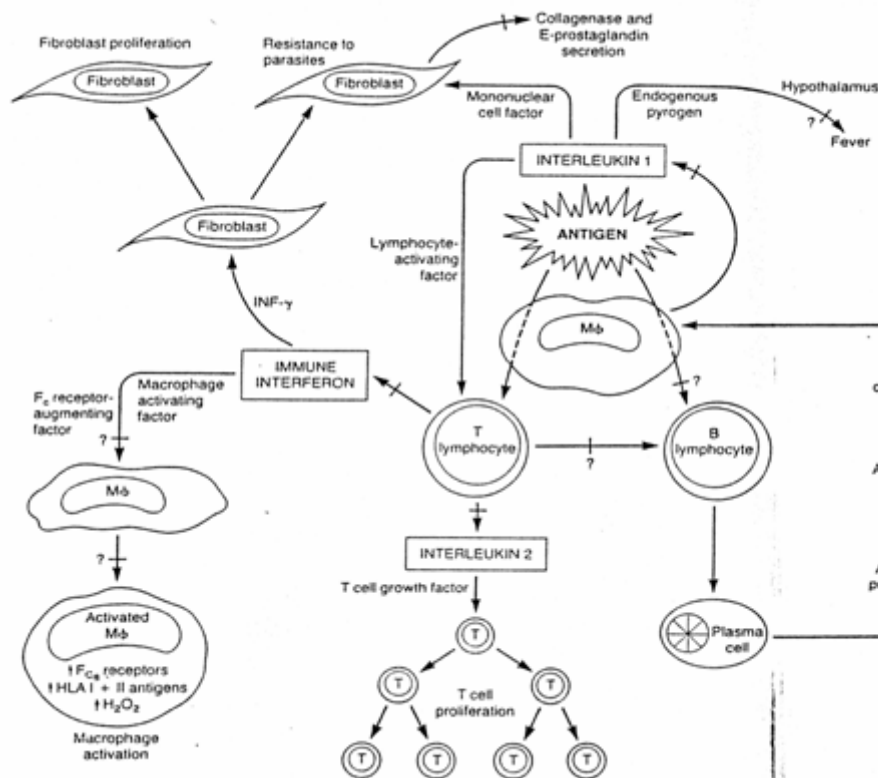 Fibroblast proliferation
Fibroblast
Resistance to
parasites
Fibroblast
Collagenase and
E-prostaglandin
secretion
Mononuclear
cell factor
Endogenous
pyrogen
Hypothalamus
?
Fever
INTERLEUKIN 1
Fibroblast
Lymphocyte-
activating
factor
ANTIGEN
INF-γ
Mϕ
IMMUNE
INTERFERON
Fc receptor-
augmenting
factor
Macrophage
activating
factor
?
?
T
lymphocyte
?
B
lymphocyte
Mϕ
?
INTERLEUKIN 2
T cell growth factor
Activated
Mϕ
↑FCs receptors
↑HLA I + II antigens
↑H2O2
Macrophage
activation
T
T
T
T cell
proliferation
T
T
T
T
Plasma
cell